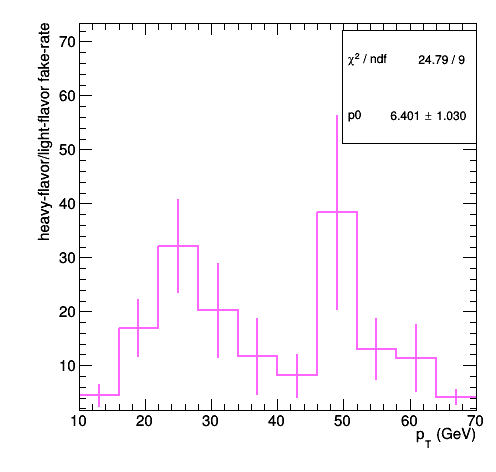 heavy-flavor/light-flavor fake-rate
χ² / ndf 24.79 / 9
p0 6.401 ± 1.030
70
60
50
40
30
20
10
10 20 30 40 50 60 70
p_T (GeV)